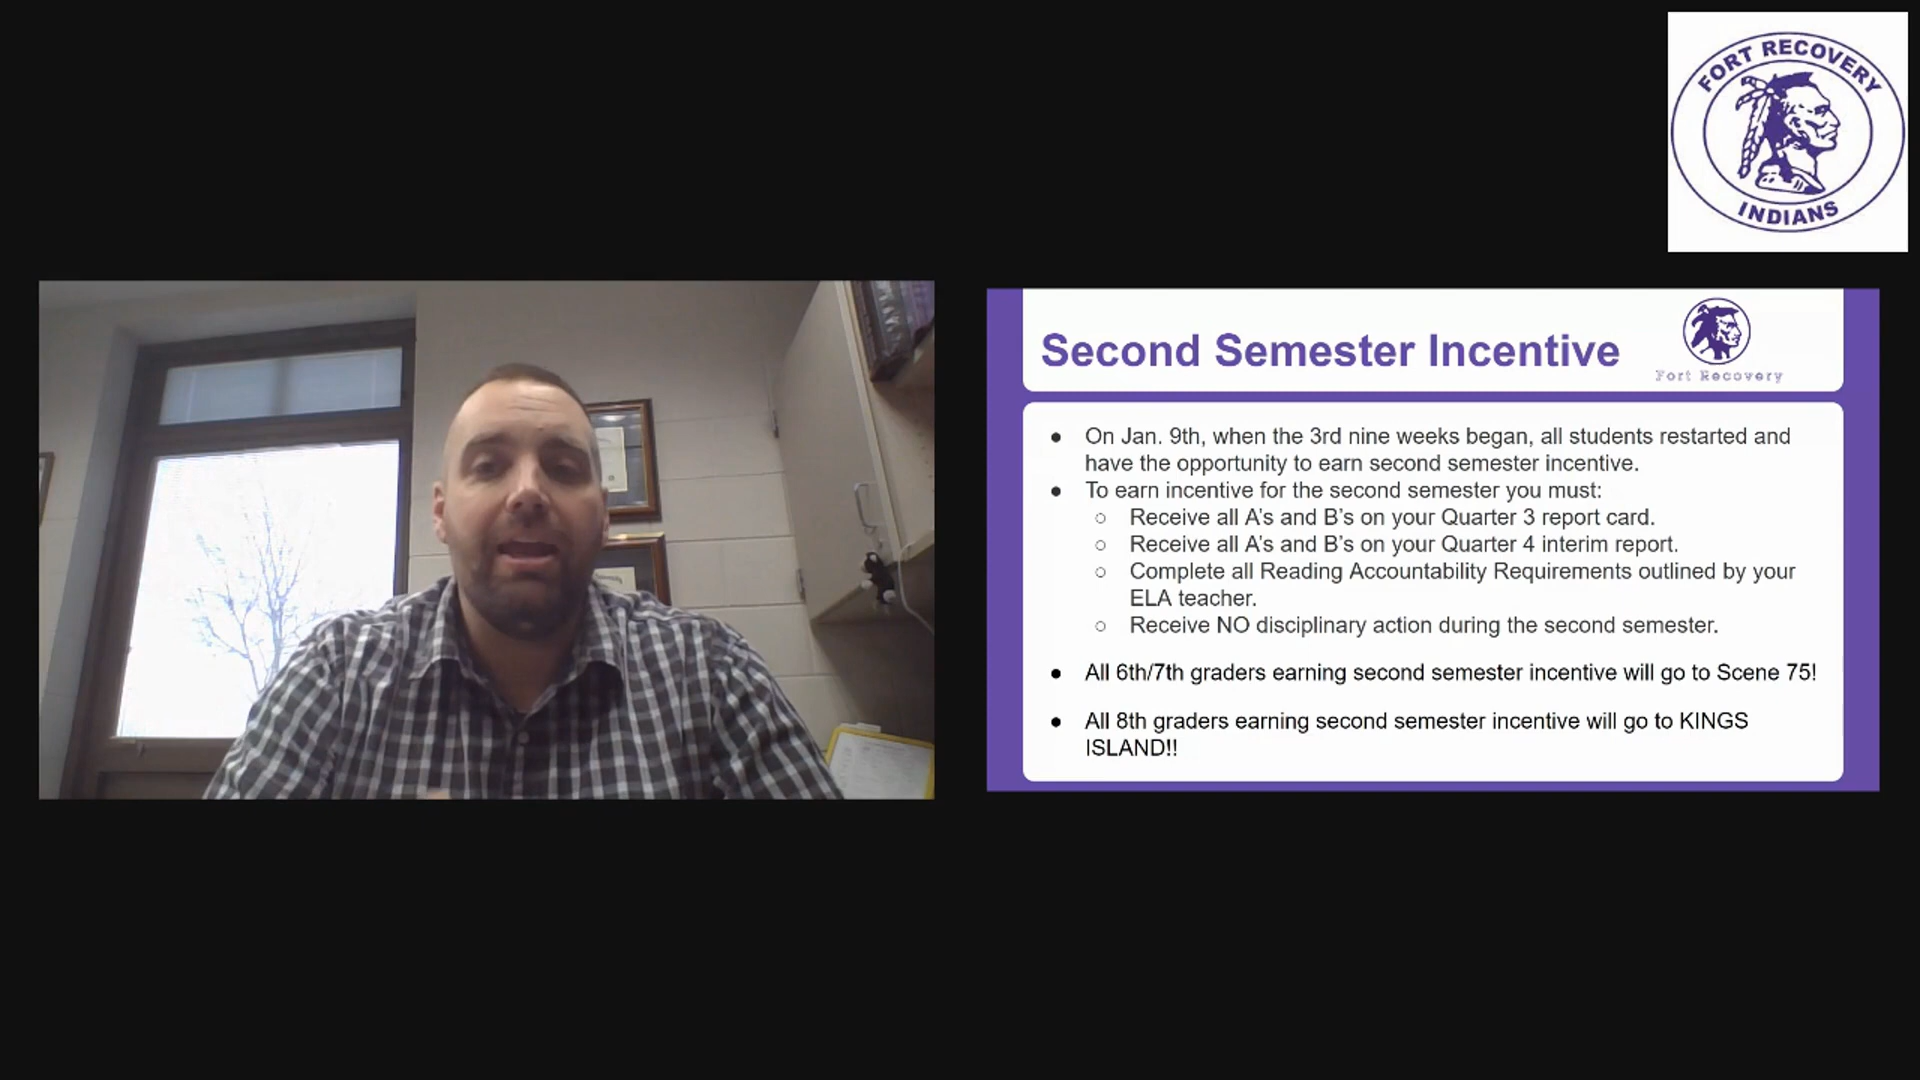 FORT RECOVERY
INDIANS
Second Semester Incentive
Fort Recovery
● On Jan. 9th, when the 3rd nine weeks began, all students restarted and
have the opportunity to earn second semester incentive.
● To earn incentive for the second semester you must:
○ Receive all A's and B's on your Quarter 3 report card.
○ Receive all A's and B's on your Quarter 4 interim report.
○ Complete all Reading Accountability Requirements outlined by your
ELA teacher.
○ Receive NO disciplinary action during the second semester.
● All 6th/7th graders earning second semester incentive will go to Scene 75!
● All 8th graders earning second semester incentive will go to KINGS
ISLAND!!